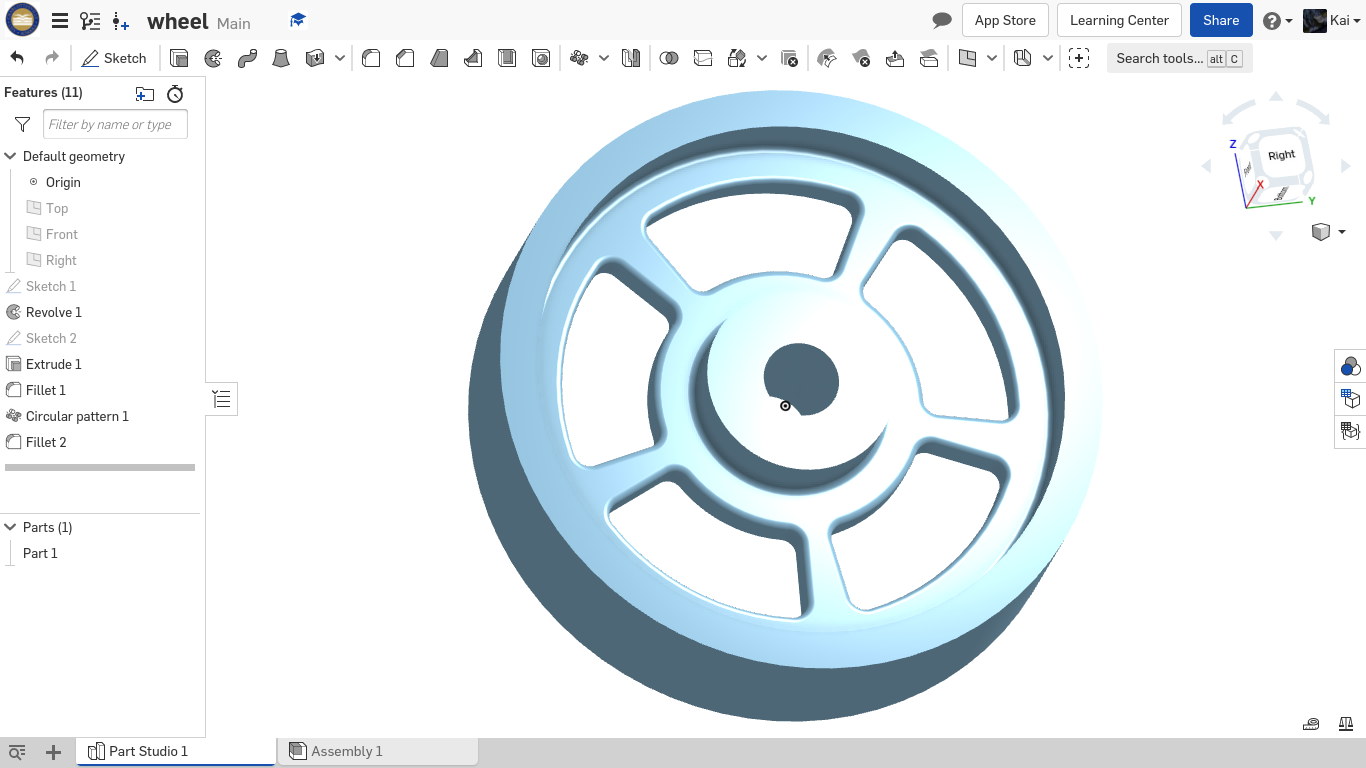 wheel Main
App Store
Learning Center
Share
Kai
Sketch
Search tools... alt C
Features (11)
Filter by name or type
Default geometry
Origin
Top
Front
Right
Sketch 1
Revolve 1
Sketch 2
Extrude 1
Fillet 1
Circular pattern 1
Fillet 2
Parts (1)
Part 1
Z
Right
X
Y
Part Studio 1
Assembly 1